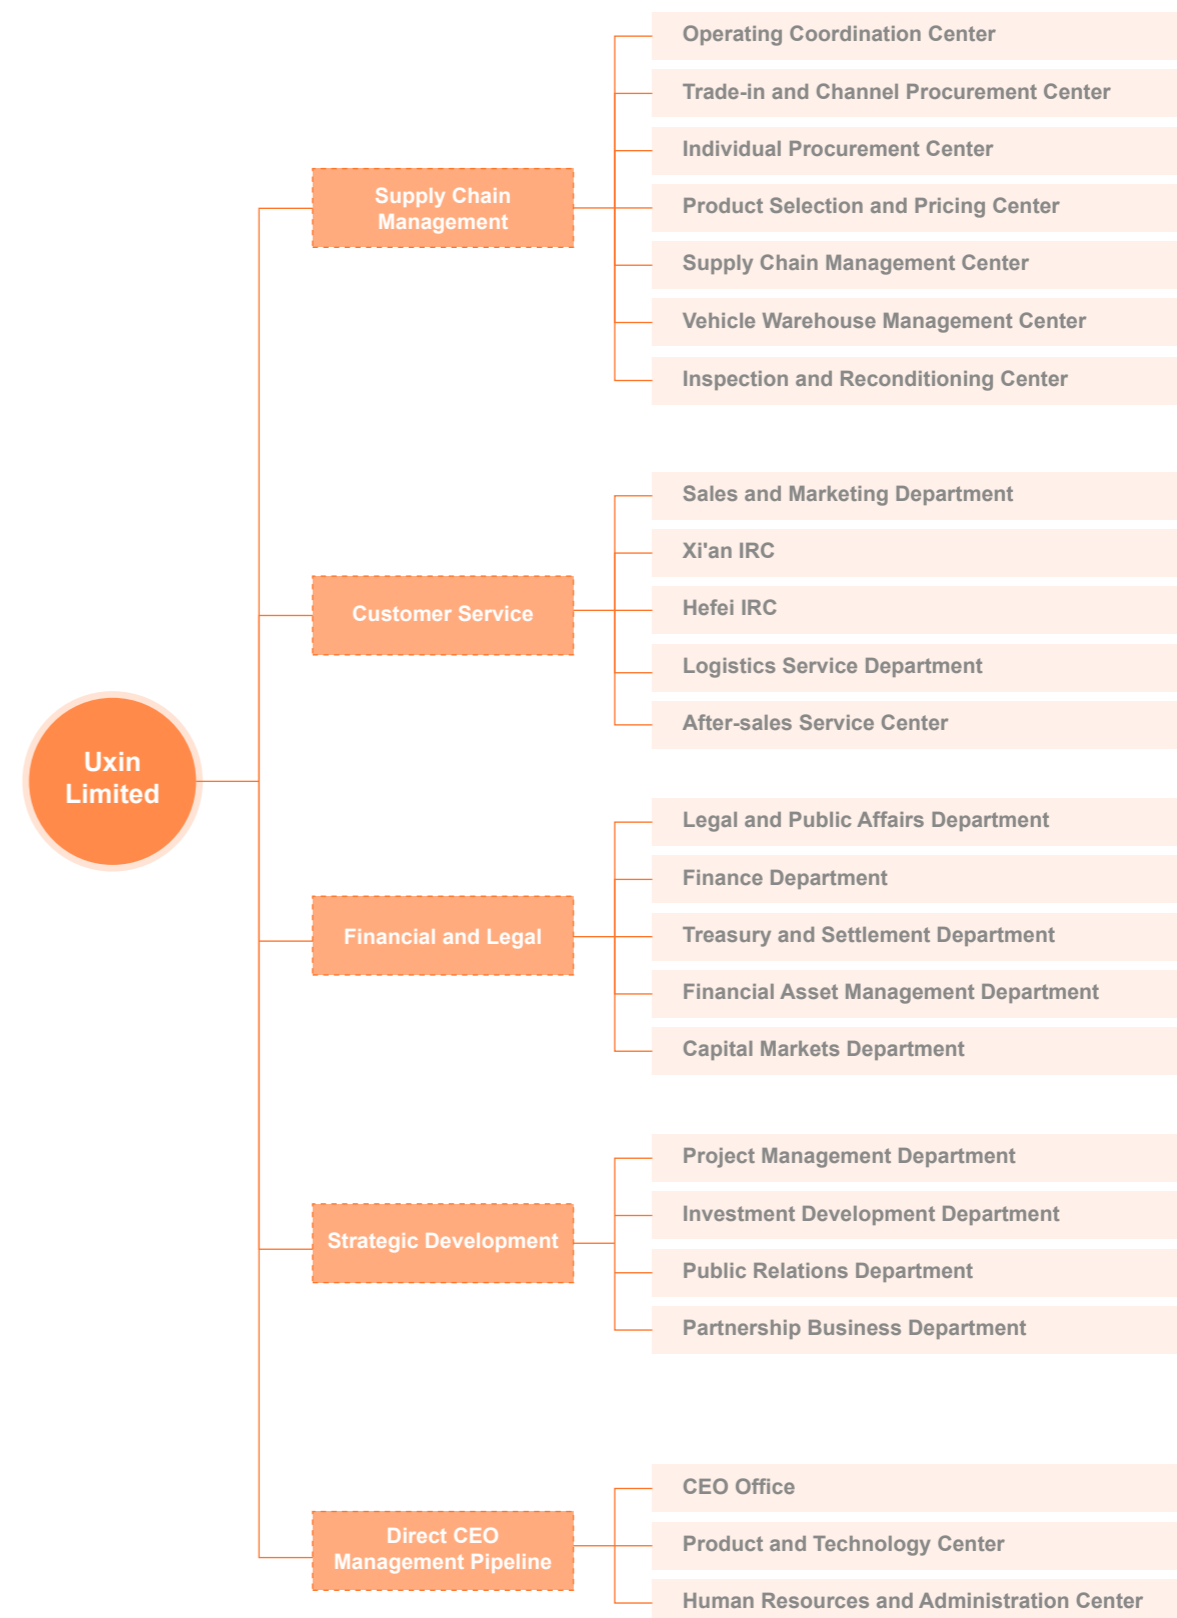 Uxin
Limited
Supply Chain
Management
Operating Coordination Center
Trade-in and Channel Procurement Center
Individual Procurement Center
Product Selection and Pricing Center
Supply Chain Management Center
Vehicle Warehouse Management Center
Inspection and Reconditioning Center
Customer Service
Sales and Marketing Department
Xi'an IRC
Hefei IRC
Logistics Service Department
After-sales Service Center
Financial and Legal
Legal and Public Affairs Department
Finance Department
Treasury and Settlement Department
Financial Asset Management Department
Capital Markets Department
Strategic Development
Project Management Department
Investment Development Department
Public Relations Department
Partnership Business Department
Direct CEO
Management Pipeline
CEO Office
Product and Technology Center
Human Resources and Administration Center